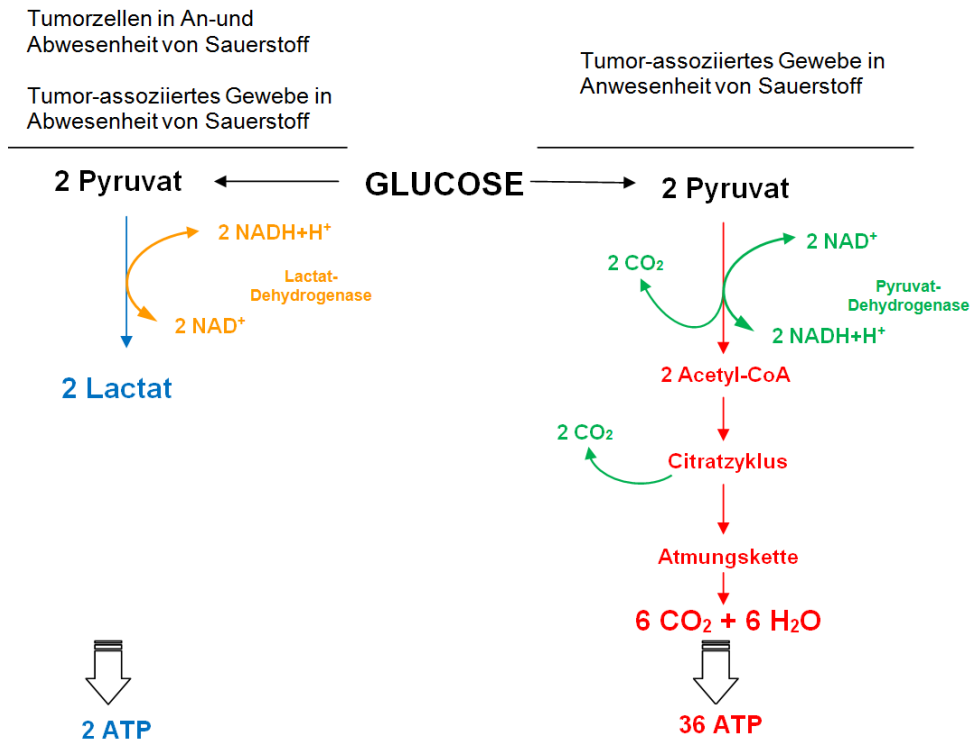 Tumorzellen in An-und
Abwesenheit von Sauerstoff
Tumor-assoziiertes Gewebe in
Abwesenheit von Sauerstoff
Tumor-assoziiertes Gewebe in
Anwesenheit von Sauerstoff
2 Pyruvat
GLUCOSE
2 Pyruvat
2 NADH+H⁺
Lactat-
Dehydrogenase
2 NAD⁺
2 Lactat
2 ATP
2 NAD⁺
2 CO₂
Pyruvat-
Dehydrogenase
2 NADH+H⁺
2 Acetyl-CoA
2 CO₂
Citratzyklus
Atmungskette
6 CO₂ + 6 H₂O
36 ATP